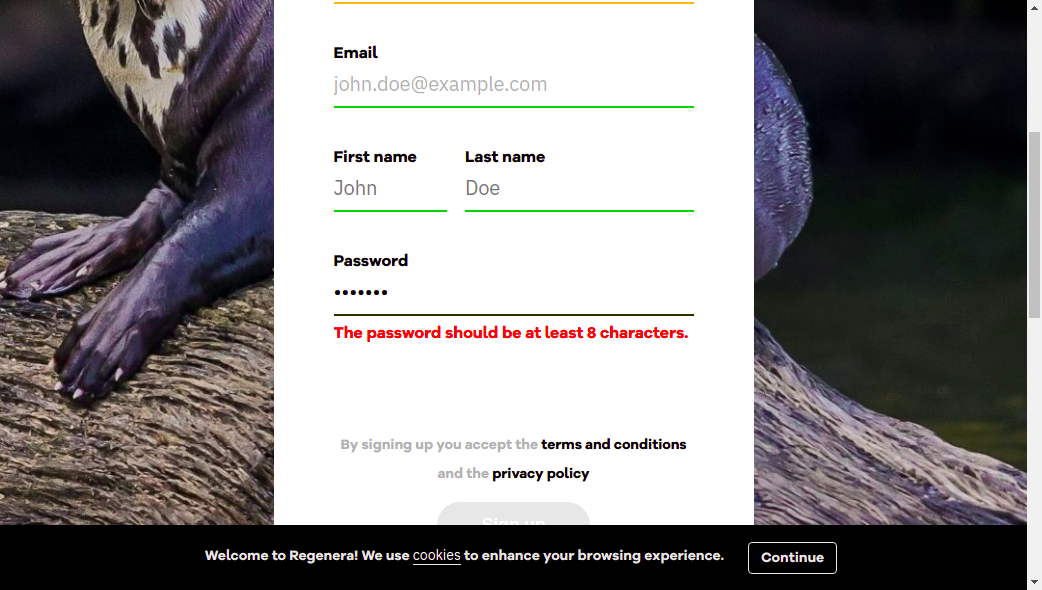 Email
john.doe@example.com
First name Last name
John Doe
Password
•••••••
The password should be at least 8 characters.
By signing up you accept the terms and conditions
and the privacy policy
Sign up
Welcome to Regenera! We use cookies to enhance your browsing experience. Continue